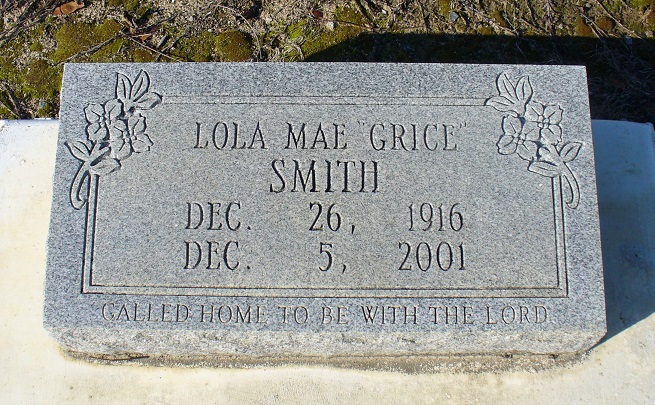 LOLA MAE "GRICE"
SMITH
DEC. 26, 1916
DEC. 5, 2001
CALLED HOME TO BE WITH THE LORD